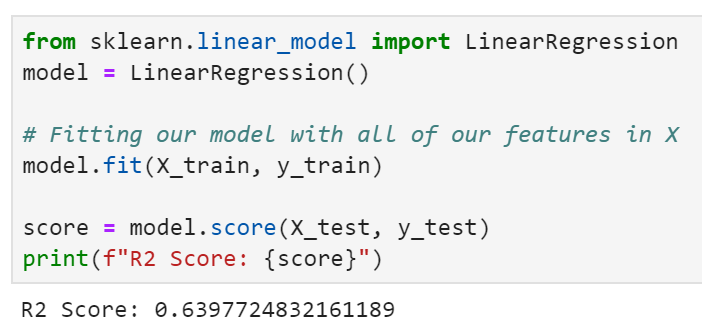 from sklearn.linear_model import LinearRegression
model = LinearRegression()
# Fitting our model with all of our features in X
model.fit(X_train, y_train)
score = model.score(X_test, y_test)
print(f"R2 Score: {score}")
R2 Score: 0.6397724832161189